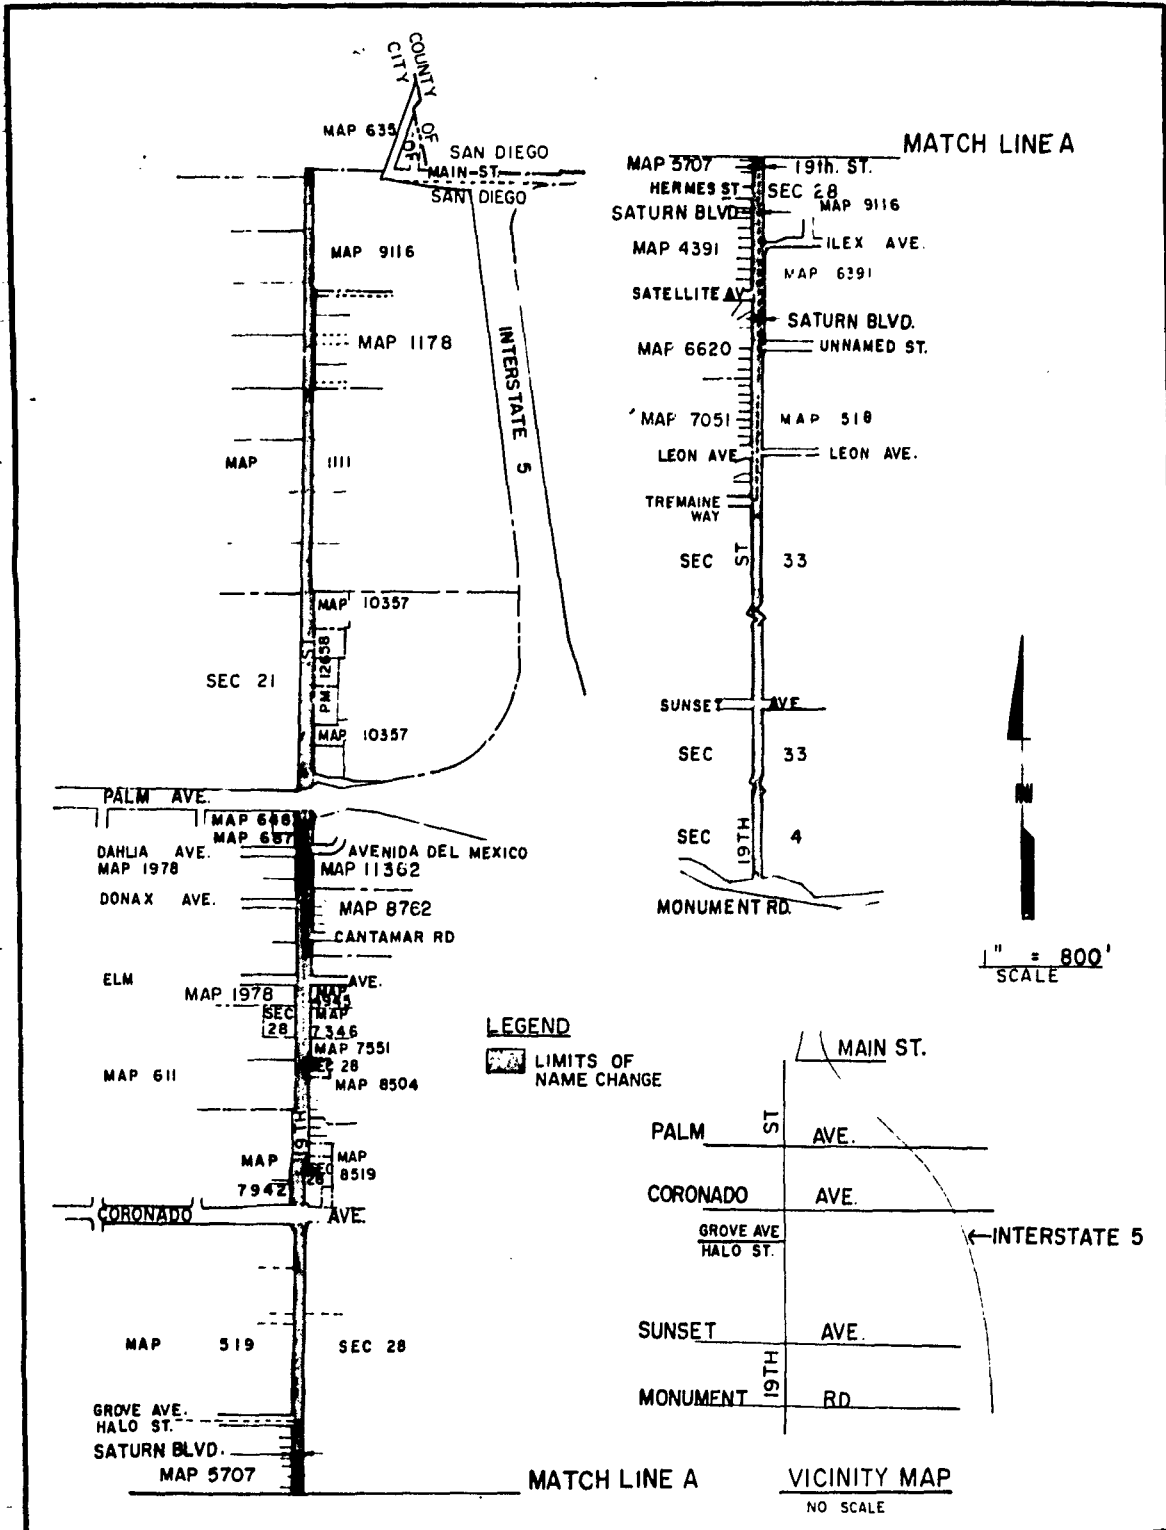 COUNTY
CITY
OF
OF
MAP 635
SAN DIEGO
MAIN ST.
SAN DIEGO
MAP 9116
MAP 1178
INTERSTATE 5
MAP 1111
MAP 10357
ST.
PM 12658
SEC 21
MAP 10357
PALM AVE.
MAP 687
DAHLIA AVE.
AVENIDA DEL MEXICO
MAP 1978
MAP 11362
DONAX AVE.
MAP 8762
CANTAMAR RD
ELM AVE.
MAP 1978
MAP
SEC
28
MAP
7346
MAP 7551
SEC 28
MAP 611
MAP 8504
19TH
MAP
7942
MAP
8519
SEC
28
CORONADO AVE.
MAP 519
SEC 28
GROVE AVE.
HALO ST.
SATURN BLVD.
MAP 5707
MATCH LINE A
MATCH LINE A
MAP 5707
19th. ST.
HERMES ST
SEC 28
SATURN BLVD
MAP 9116
MAP 4391
ILEX AVE.
MAP 6391
SATELLITE AV
SATURN BLVD.
MAP 6620
UNNAMED ST.
MAP 7051
MAP 518
LEON AVE
LEON AVE.
TREMAINE
WAY
SEC 33
ST
SUNSET AVE
SEC 33
SEC 4
19TH
MONUMENT RD.
1" = 800'
SCALE
LEGEND
LIMITS OF
NAME CHANGE
MAIN ST.
ST
PALM AVE.
CORONADO AVE.
GROVE AVE
HALO ST.
INTERSTATE 5
SUNSET AVE.
19TH
MONUMENT RD
VICINITY MAP
NO SCALE